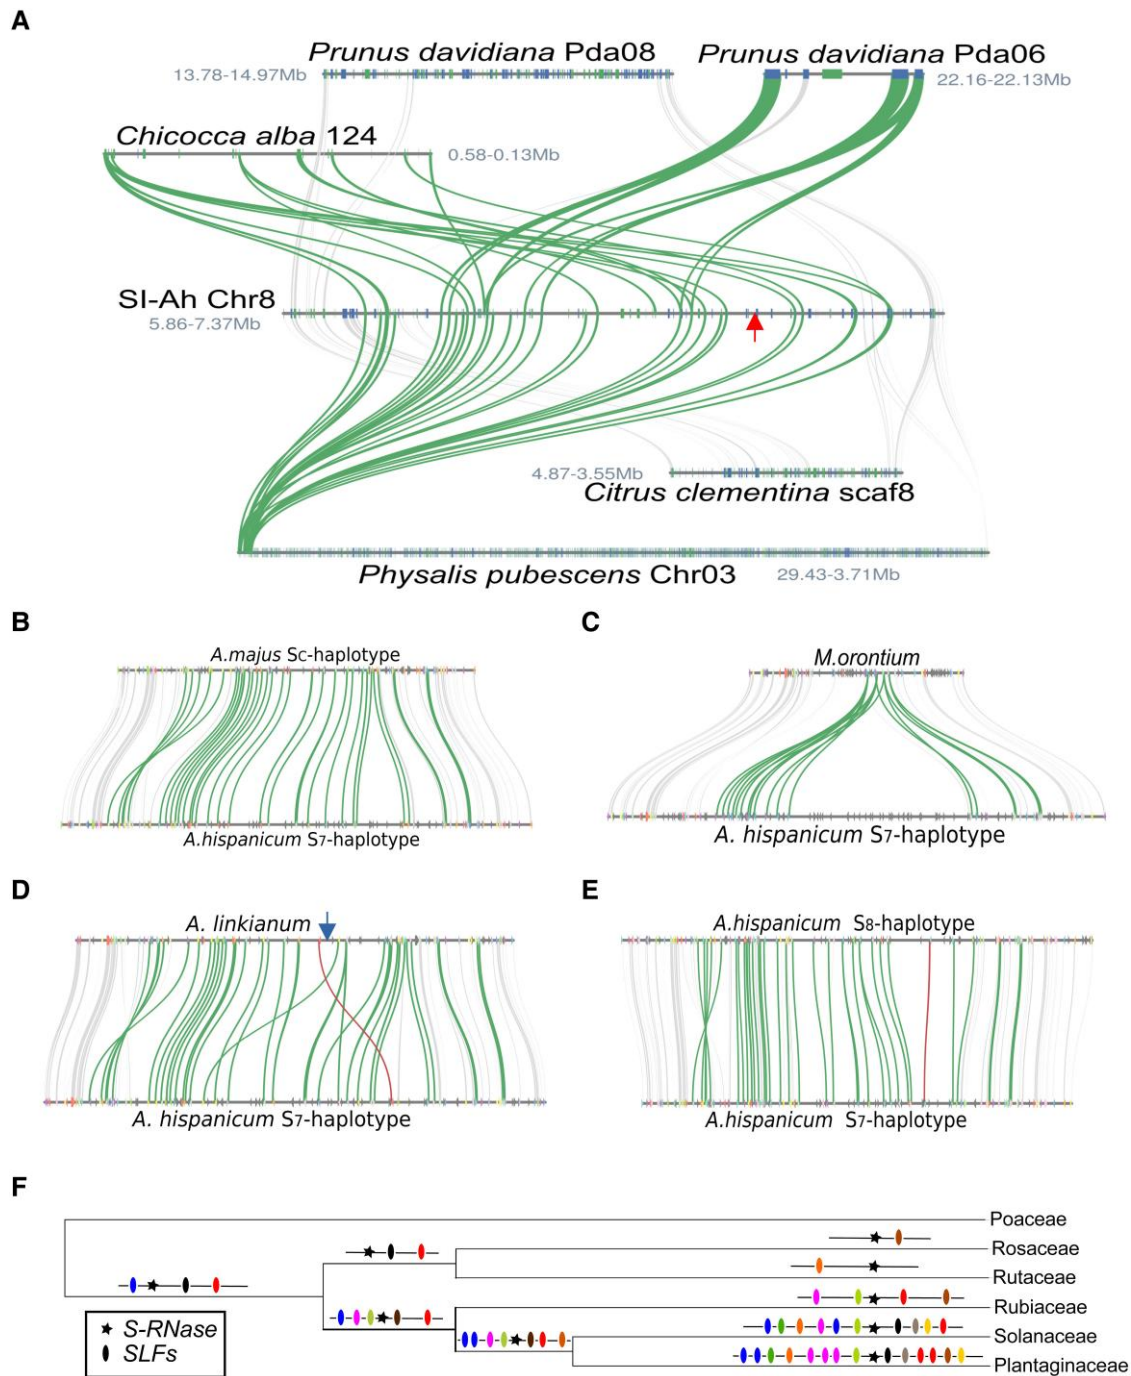 A
Prunus davidiana Pda08
Prunus davidiana Pda06
13.78-14.97Mb
22.16-22.13Mb
Chicocca alba 124
0.58-0.13Mb
SI-Ah Chr8
5.86-7.37Mb
4.87-3.55Mb
Citrus clementina scaf8
Physalis pubescens Chr03
29.43-3.71Mb
B
A.majus Sc-haplotype
A.hispanicum S7-haplotype
C
M.orontium
A. hispanicum S7-haplotype
D
A. linkianum
A. hispanicum S7-haplotype
E
A.hispanicum S8-haplotype
A.hispanicum S7-haplotype
F
Poaceae
Rosaceae
Rutaceae
Rubiaceae
Solanaceae
Plantaginaceae
S-RNase
SLFs